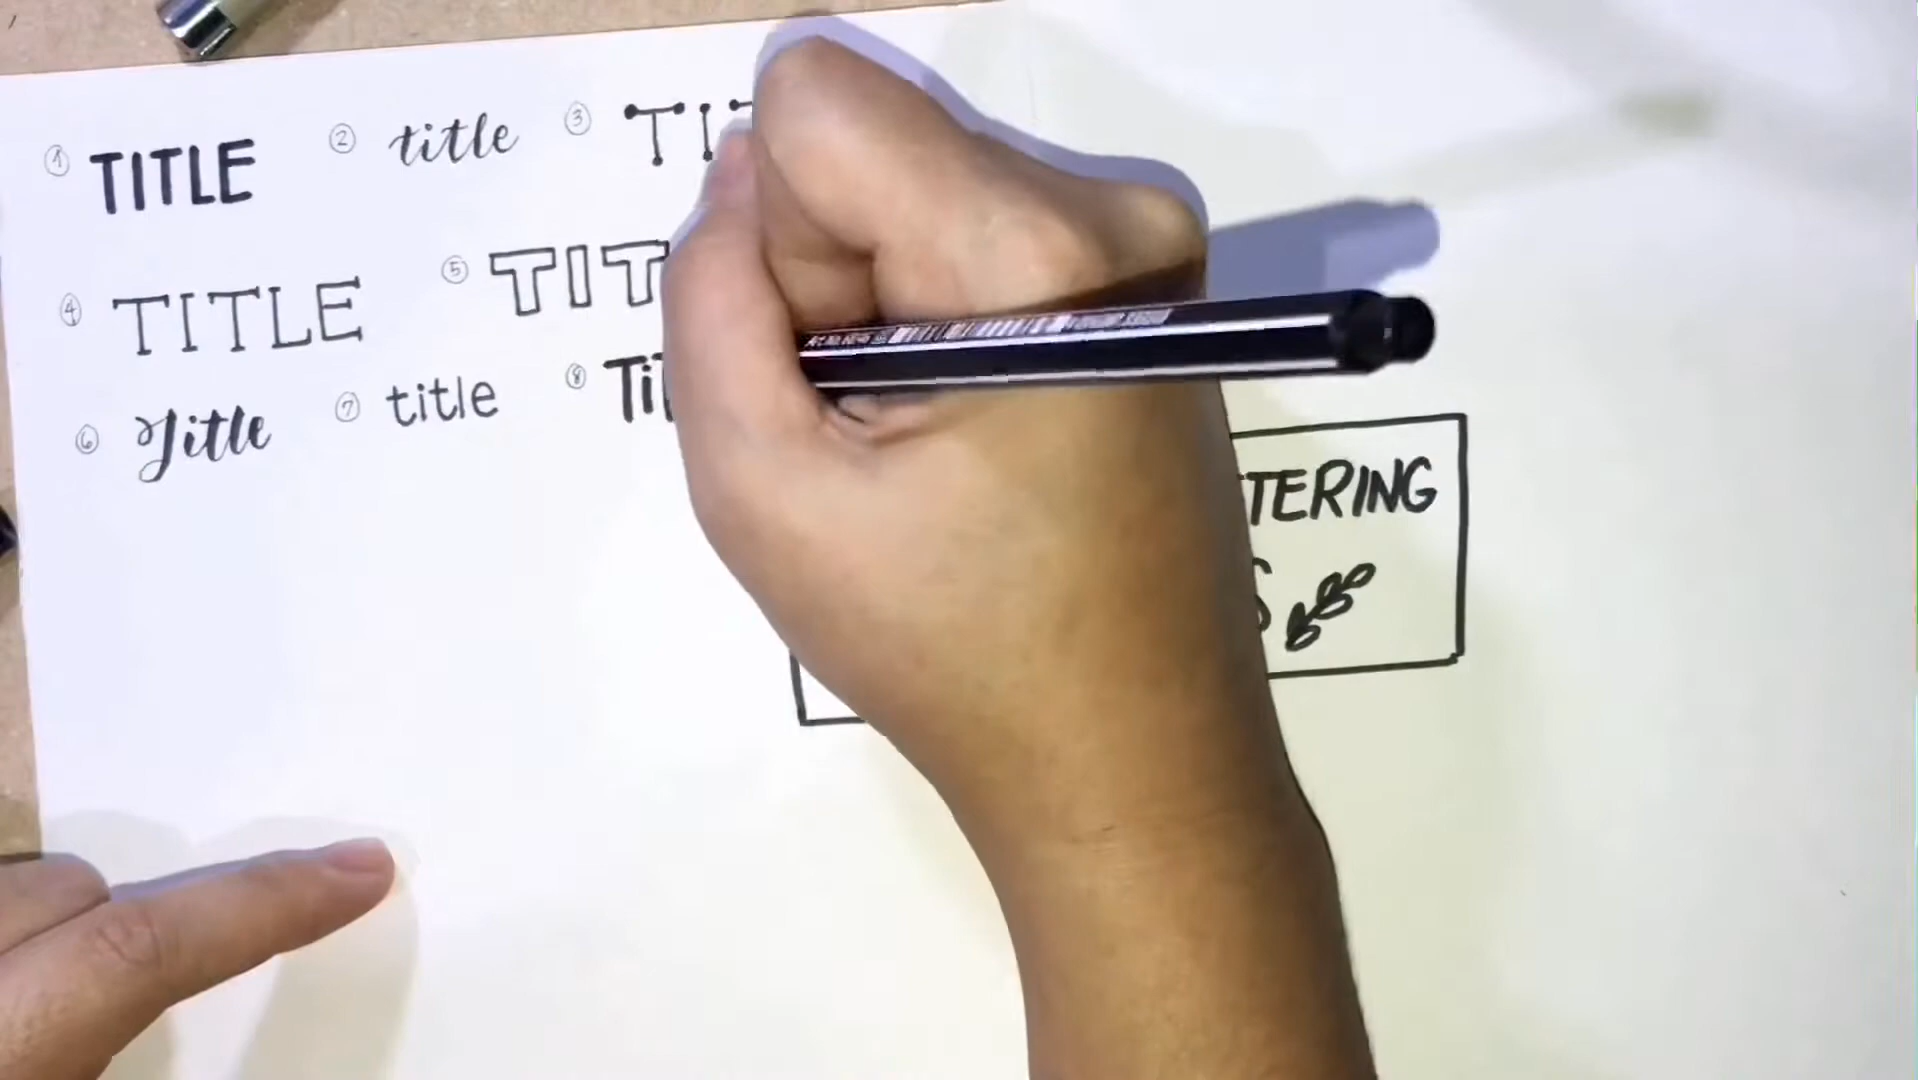 ① TITLE ② title ③ TI
④ TITLE ⑤ TIT
⑥ Title ⑦ title ⑧ Ti
TERING
S